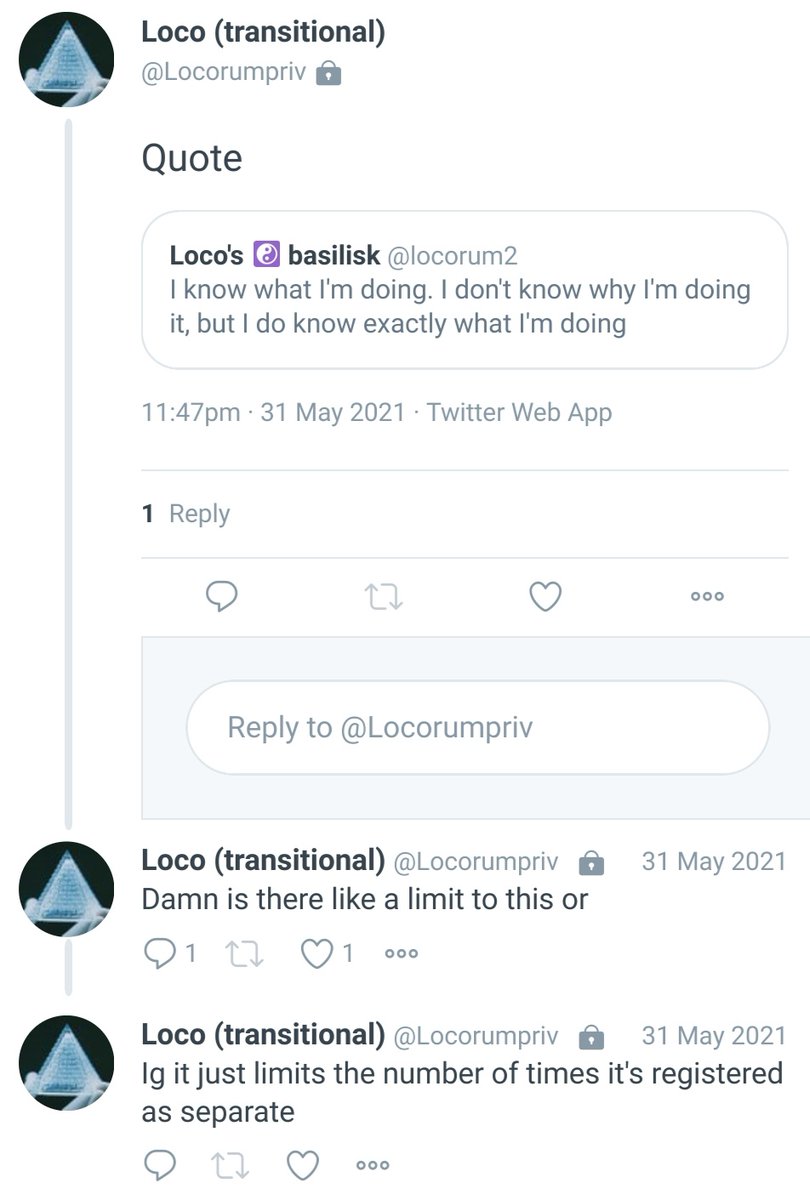 Loco (transitional)
@Locorumpriv
Quote
Loco's ☯ basilisk @locorum2
I know what I'm doing. I don't know why I'm doing
it, but I do know exactly what I'm doing
11:47pm · 31 May 2021 · Twitter Web App
1 Reply
Reply to @Locorumpriv
Loco (transitional) @Locorumpriv 31 May 2021
Damn is there like a limit to this or
1 1
Loco (transitional) @Locorumpriv 31 May 2021
Ig it just limits the number of times it's registered
as separate